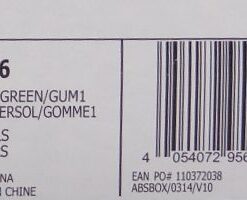 6
GREEN/GUM1
ERSOL/GOMME1
S
S
NA
N CHINE
4 054072 956
EAN PO# 110372038
ABSBOX/0314/V10